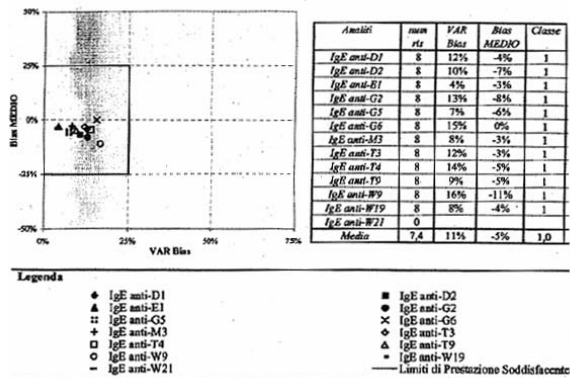 50%
25%
0%
-25%
-50%
Bias MEDIO
0%
25%
50%
75%
VAR Bias
Analiti num ris VAR Bias Bias MEDIO Classe
IgE anti-D1 8 12% -4% 1
IgE anti-D2 8 10% -7% 1
IgE anti-E1 8 4% -3% 1
IgE anti-G2 8 13% -8% 1
IgE anti-G5 8 7% -6% 1
IgE anti-G6 8 15% 0% 1
IgE anti-M3 8 8% -3% 1
IgE anti-T3 8 12% -3% 1
IgE anti-T4 8 14% -5% 1
IgE anti-T9 8 9% -5% 1
IgE anti-W9 8 16% -11% 1
IgE anti-W19 8 8% -4% 1
IgE anti-W21 0
Media 7,4 11% -5% 1,0
Legenda
IgE anti-D1
IgE anti-E1
IgE anti-G5
IgE anti-M3
IgE anti-T4
IgE anti-W9
IgE anti-W21
IgE anti-D2
IgE anti-G2
IgE anti-G6
IgE anti-T3
IgE anti-T9
IgE anti-W19
Limiti di Prestazione Soddisfacente